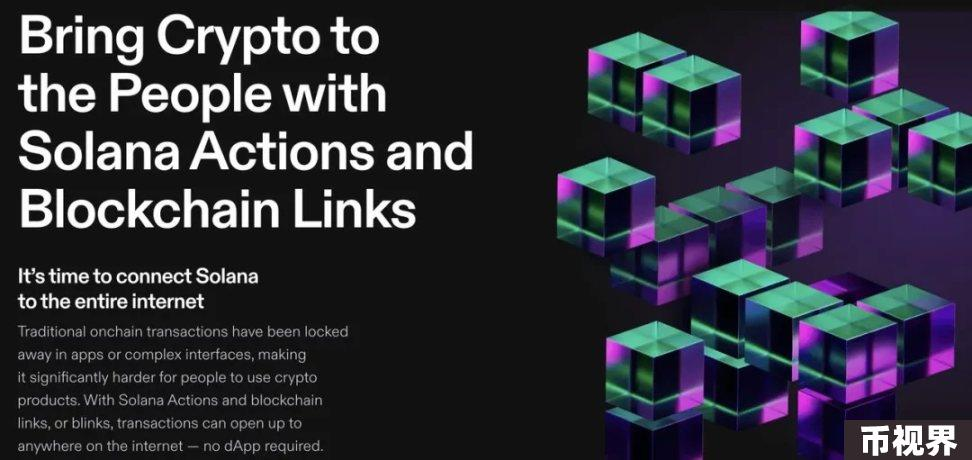 Bring Crypto to
the People with
Solana Actions and
Blockchain Links
It's time to connect Solana
to the entire internet
Traditional onchain transactions have been locked
away in apps or complex interfaces, making
it significantly harder for people to use crypto
products. With Solana Actions and blockchain
links, or blinks, transactions can open up to
anywhere on the internet — no dApp required.
币视界